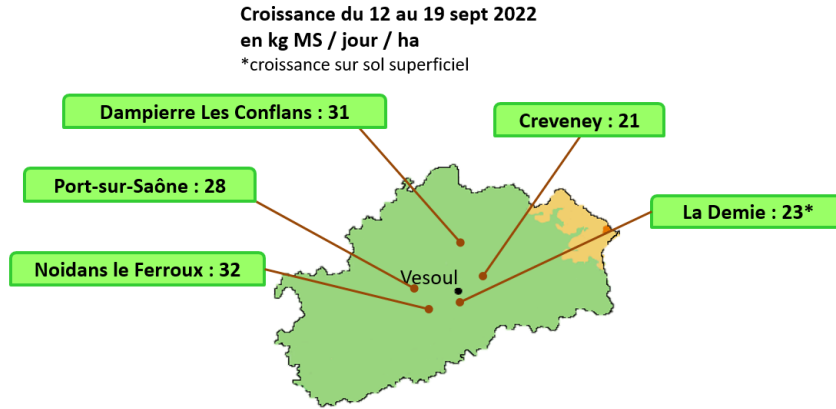 Croissance du 12 au 19 sept 2022
en kg MS / jour / ha
*croissance sur sol superficiel
Dampierre Les Conflans : 31
Creveney : 21
Port-sur-Saône : 28
La Demie : 23*
Noidans le Ferroux : 32
Vesoul